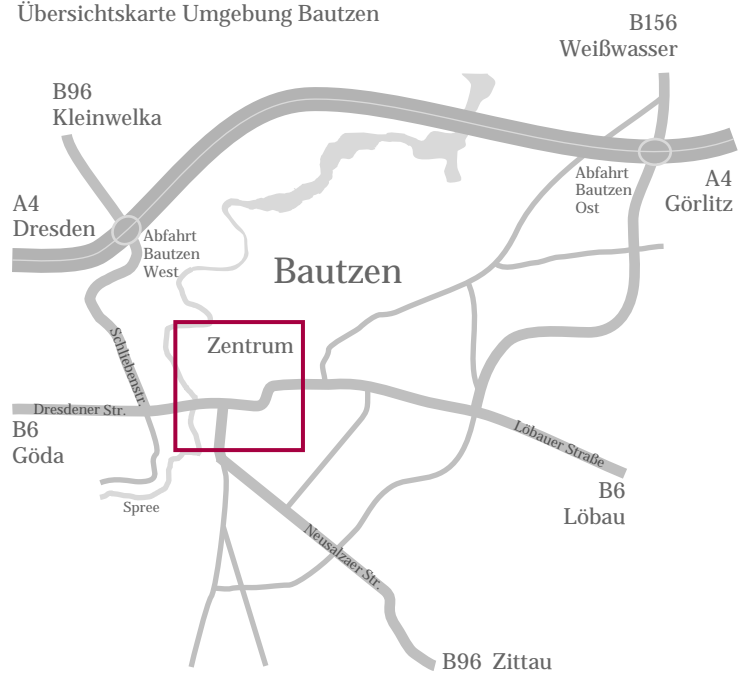 Übersichtskarte Umgebung Bautzen
B156
Weißwasser
B96
Kleinwelka
A4
Dresden
Abfahrt
Bautzen
West
Abfahrt
Bautzen
Ost
A4
Görlitz
Bautzen
Zentrum
Schliebenstr.
Dresdener Str.
B6
Göda
Löbauer Straße
B6
Löbau
Spree
Neusalzaer Str.
B96 Zittau